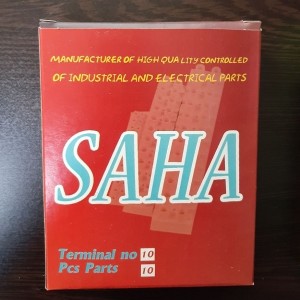 MANUFACTURER OF HIGH QUALITY CONTROLLED
OF INDUSTRIAL AND ELECTRICAL PARTS
SAHA
Terminal no 10
Pcs Parts 10